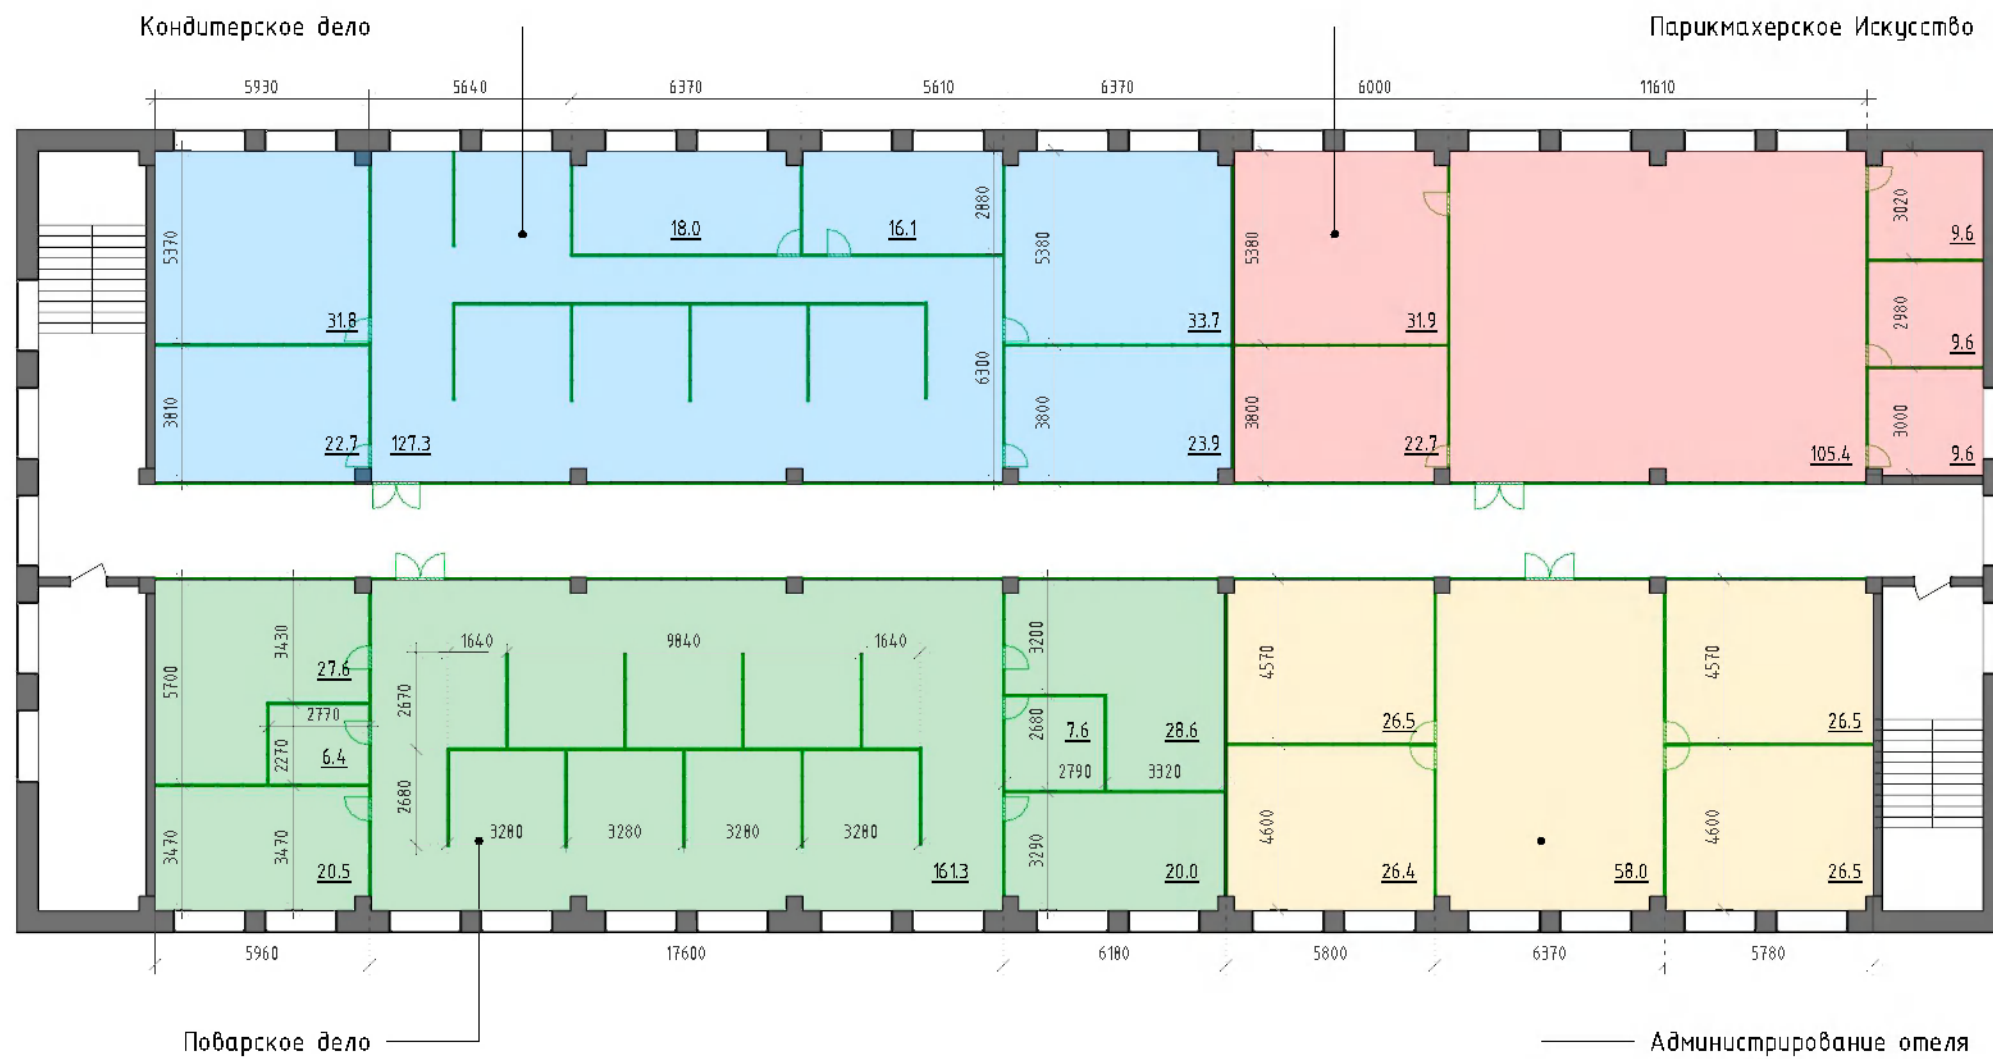 Кондитерское дело
Парикмахерское Искусство
5930 5640 6370 5610 6370 6000 11610
5370 2880 5380 5380 3020
18.0 16.1 9.6
31.8 33.7 31.9 2980 9.6
3810 6300 3800 3800 3000
22.7 127.3 23.9 22.7 105.4 9.6
3430 1640 9840 1640 3200 4570 4570
27.6 5700 2670
2770 2680 7.6 28.6 26.5 26.5
2270 6.4 2790 3320
2680
3280 3280 3280 3280
3470 3470 3290 4600 4600
20.5 161.3 20.0 26.4 58.0 26.5
5960 17600 6180 5800 6370 5780
Поварское дело
Администрирование отеля